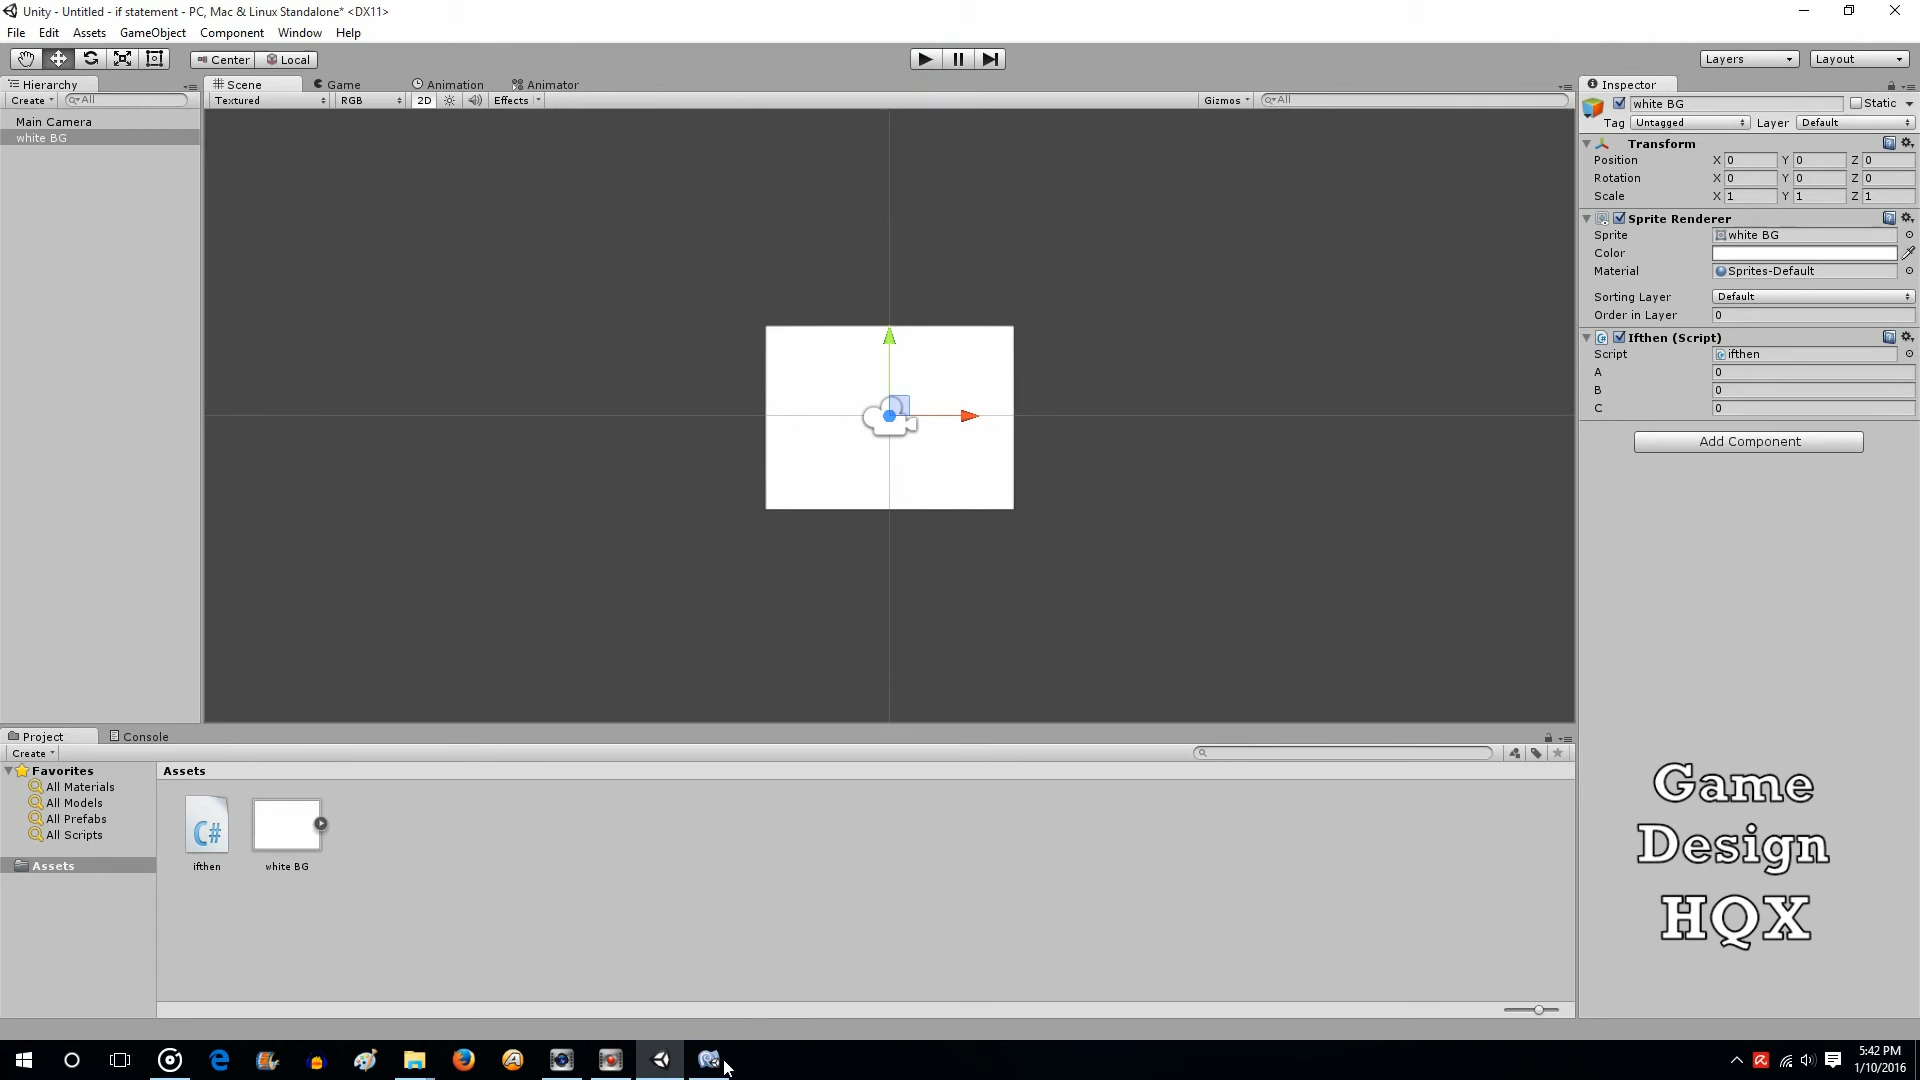 Unity - Untitled - if statement - PC, Mac & Linux Standalone* <DX11>
File Edit Assets GameObject Component Window Help
Center Local
Layers Layout
Hierarchy
Create All
Main Camera
white BG
Scene Game Animation Animator
Textured RGB 2D Effects Gizmos All
Inspector
white BG Static
Tag Untagged Layer Default
Transform
Position X 0 Y 0 Z 0
Rotation X 0 Y 0 Z 0
Scale X 1 Y 1 Z 1
Sprite Renderer
Sprite white BG
Color
Material Sprites-Default
Sorting Layer Default
Order in Layer 0
Ifthen (Script)
Script ifthen
A 0
B 0
C 0
Add Component
Project Console
Create
Favorites
All Materials
All Models
All Prefabs
All Scripts
Assets
Assets
C#
ifthen white BG
Game
Design
HQX
5:42 PM
1/10/2016